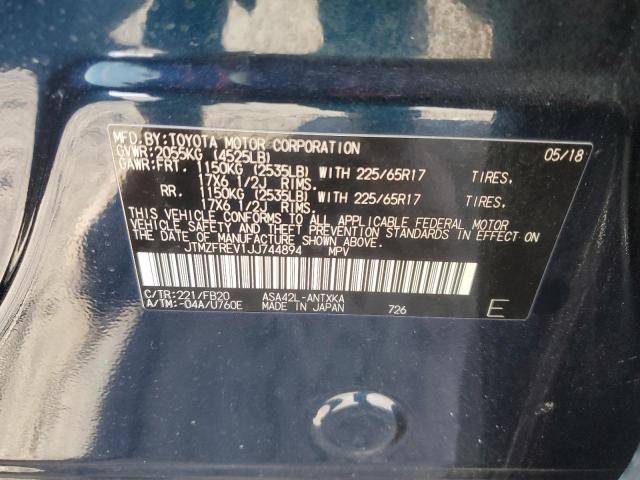 MFD.BY:TOYOTA MOTOR CORPORATION 05/18
GVWR:2055KG (4525LB)
GAWR:FRT. 1150KG (2535LB) WITH 225/65R17 TIRES,
17X6 1/2J RIMS.
RR. 1150KG (2535LB) WITH 225/65R17 TIRES,
17X6 1/2J RIMS.
THIS VEHICLE CONFORMS TO ALL APPLICABLE FEDERAL MOTOR
VEHICLE SAFETY AND THEFT PREVENTION STANDARDS IN EFFECT ON
THE DATE OF MANUFACTURE SHOWN ABOVE.
JTMZFREV1JJ744894 MPV
C/TR:221/FB20 ASA42L-ANTXKA
A/TM:-04A/U760E MADE IN JAPAN 726 E